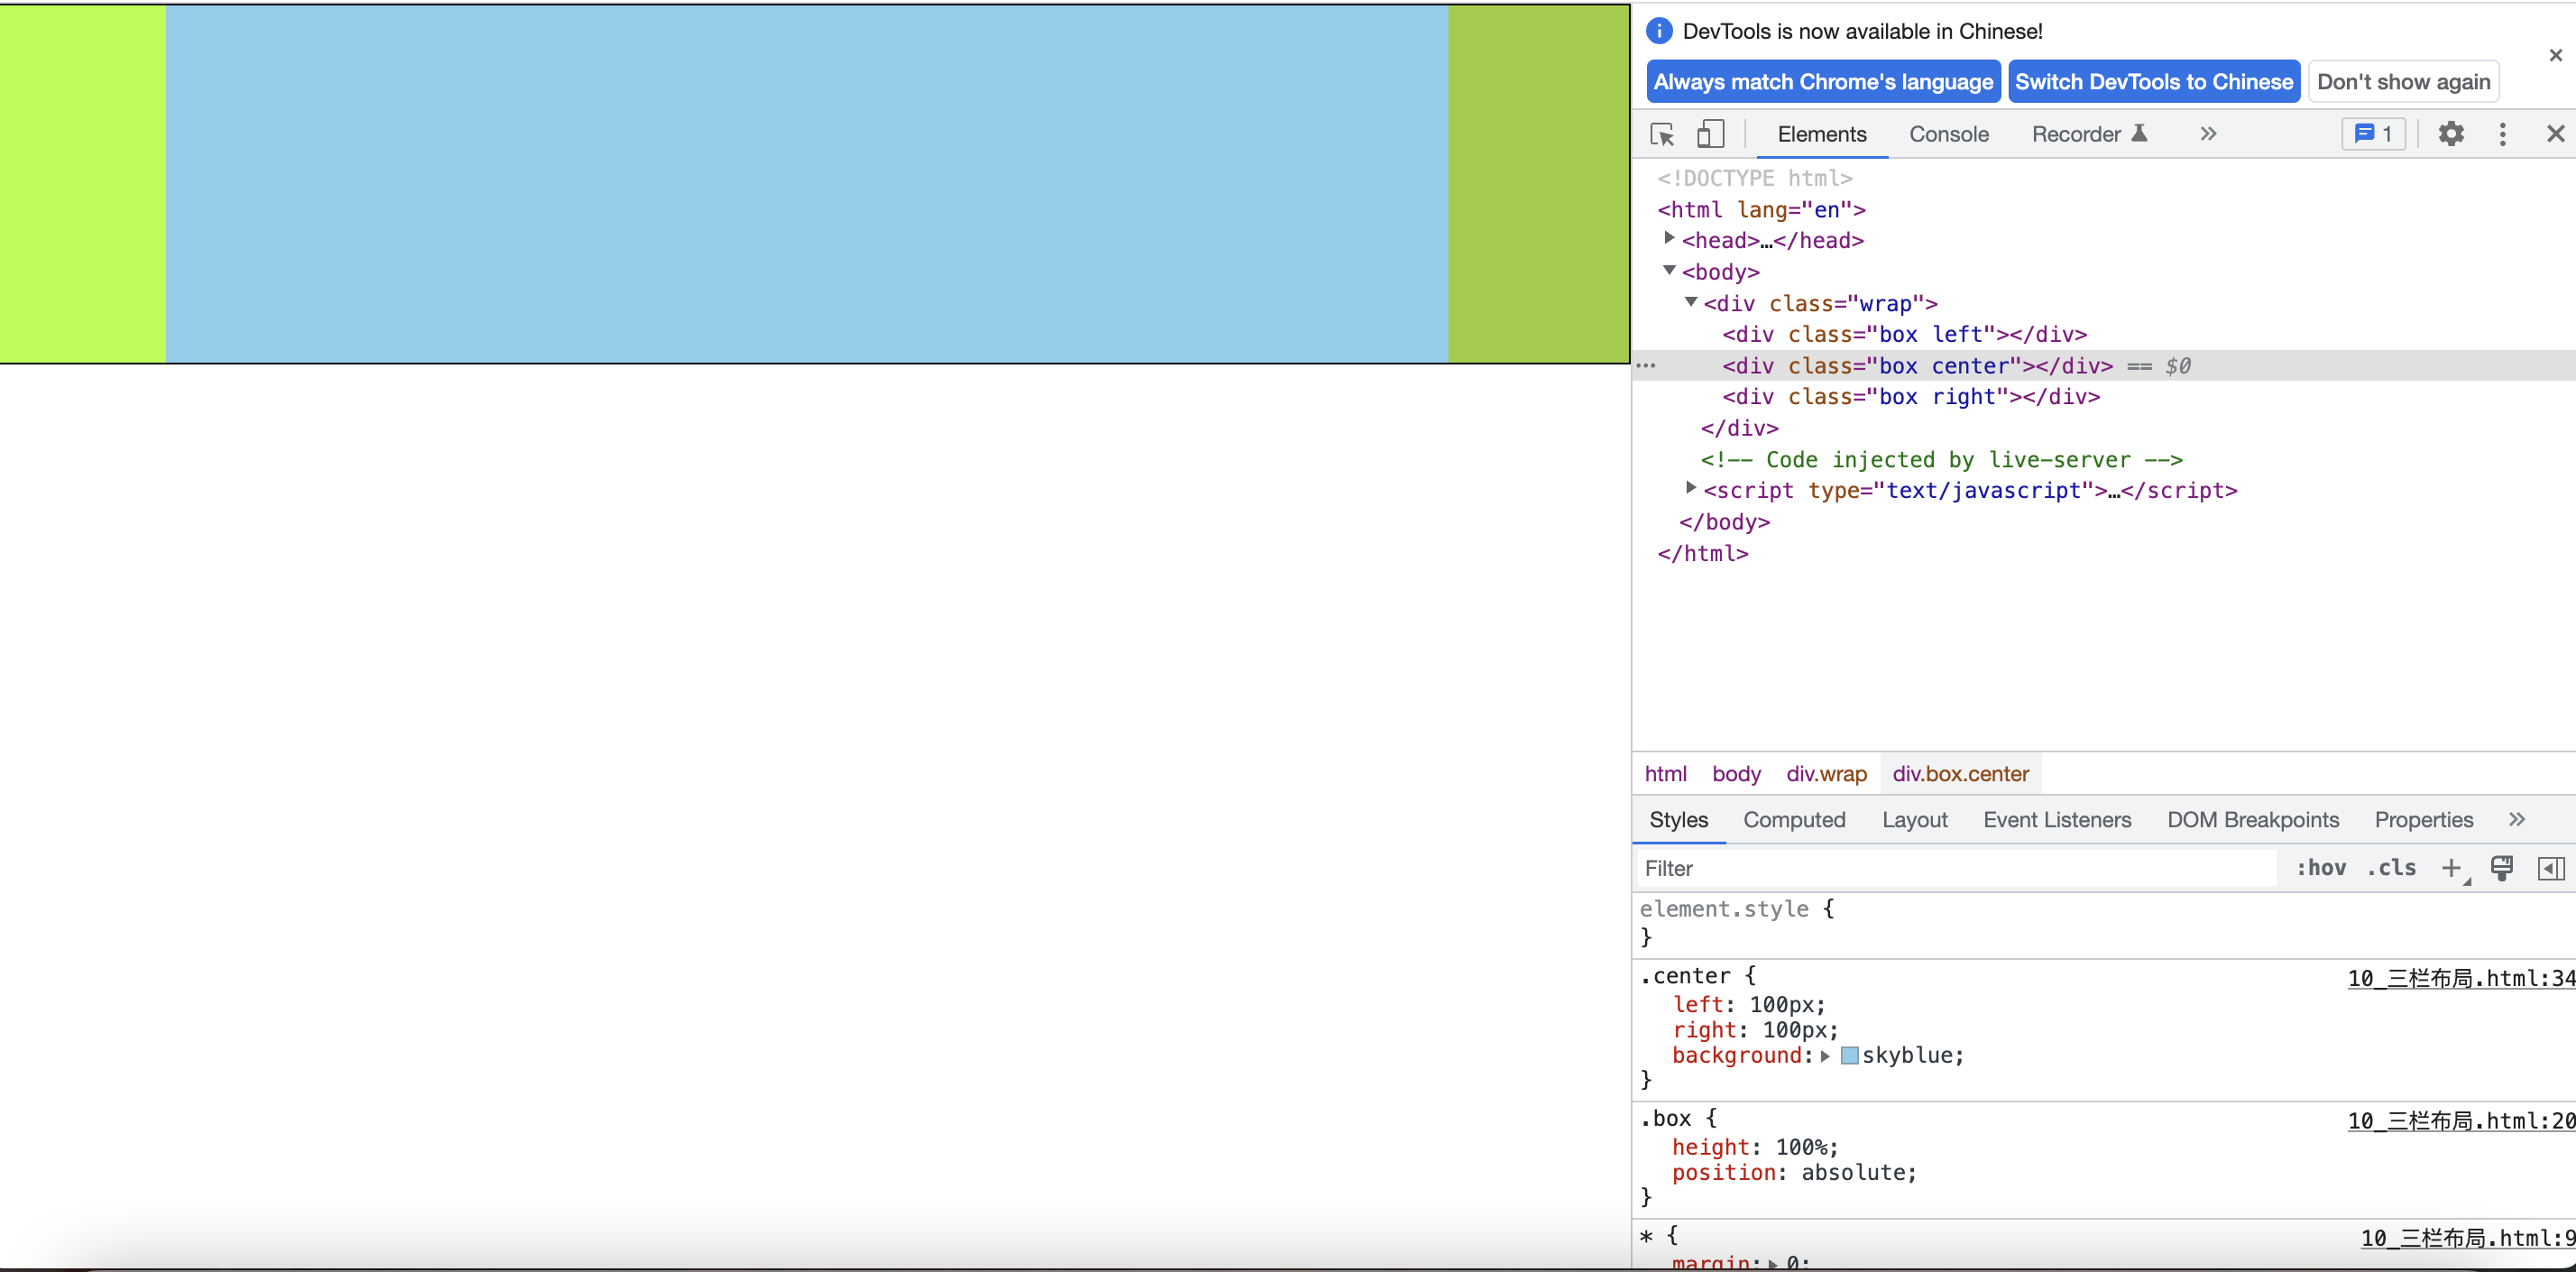 DevTools is now available in Chinese!
Always match Chrome's language Switch DevTools to Chinese Don't show again
Elements Console Recorder 1
<!DOCTYPE html>
<html lang="en">
<head>…</head>
<body>
<div class="wrap">
<div class="box left"></div>
<div class="box center"></div> == $0
<div class="box right"></div>
</div>
<!-- Code injected by live-server -->
<script type="text/javascript">…</script>
</body>
</html>
html body div.wrap div.box.center
Styles Computed Layout Event Listeners DOM Breakpoints Properties
Filter :hov .cls
element.style {
}
.center { 10_三栏布局.html:34
left: 100px;
right: 100px;
background: skyblue;
}
.box { 10_三栏布局.html:20
height: 100%;
position: absolute;
}
* { 10_三栏布局.html:9
margin: 0;